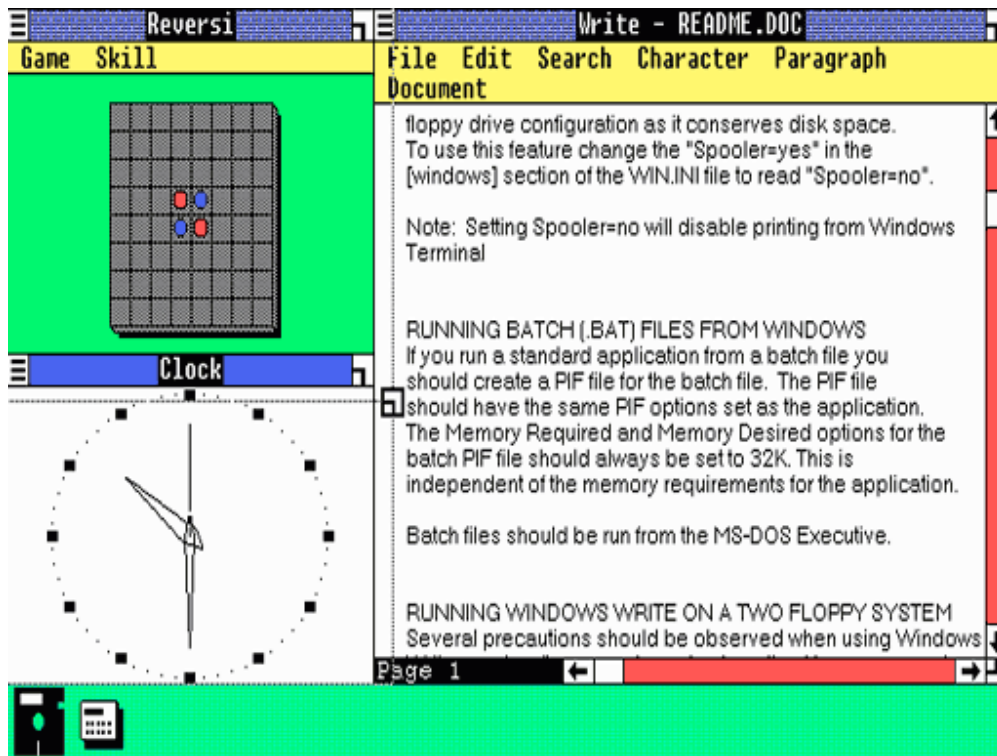 Reversi
Game Skill
Clock
Write - README.DOC
File Edit Search Character Paragraph
Document
floppy drive configuration as it conserves disk space.
To use this feature change the "Spooler=yes" in the
[windows] section of the WIN.INI file to read "Spooler=no".
Note: Setting Spooler=no will disable printing from Windows
Terminal
RUNNING BATCH (.BAT) FILES FROM WINDOWS
If you run a standard application from a batch file you
should create a PIF file for the batch file. The PIF file
should have the same PIF options set as the application.
The Memory Required and Memory Desired options for the
batch PIF file should always be set to 32K. This is
independent of the memory requirements for the application.
Batch files should be run from the MS-DOS Executive.
RUNNING WINDOWS WRITE ON A TWO FLOPPY SYSTEM
Several precautions should be observed when using Windows
Page 1